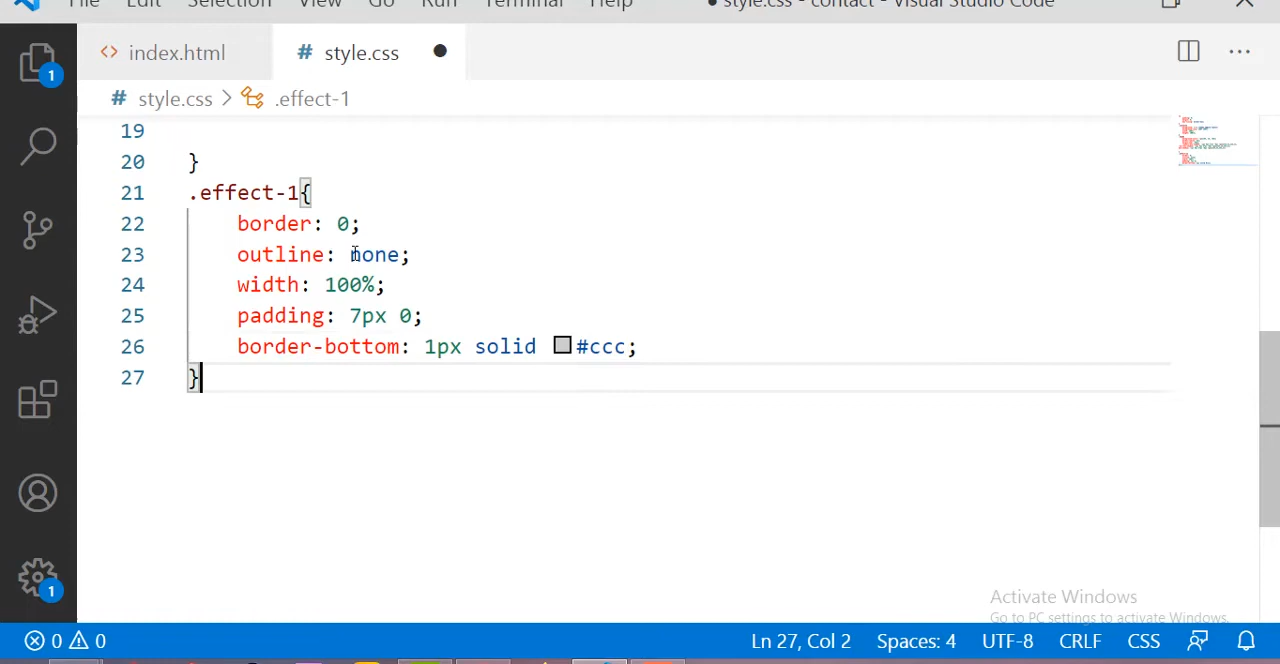 File Edit Selection View Go Run Terminal Help ● style.css - contact - Visual Studio Code
<> index.html # style.css ●
1
# style.css > .effect-1
19
20 }
21 .effect-1{
22 border: 0;
23 outline: none;
24 width: 100%;
25 padding: 7px 0;
26 border-bottom: 1px solid #ccc;
27 }
1
Activate Windows
Go to PC settings to activate Windows.
0 0 Ln 27, Col 2 Spaces: 4 UTF-8 CRLF CSS